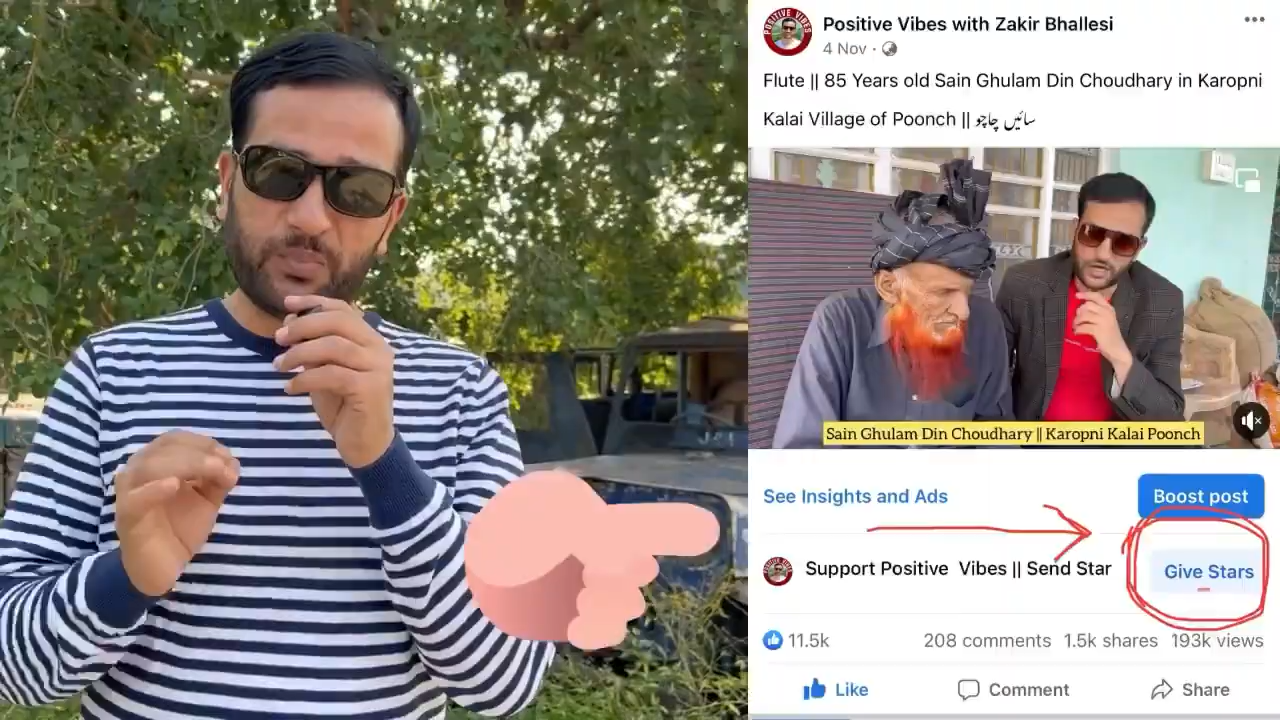 POSITIVE VIBES
Positive Vibes with Zakir Bhallesi
4 Nov ·
Flute || 85 Years old Sain Ghulam Din Choudhary in Karopni
Kalai Village of Poonch || سائیں چاچو
Sain Ghulam Din Choudhary || Karopni Kalai Poonch
See Insights and Ads
Boost post
Support Positive Vibes || Send Star
Give Stars
11.5k
208 comments 1.5k shares 193k views
Like
Comment
Share